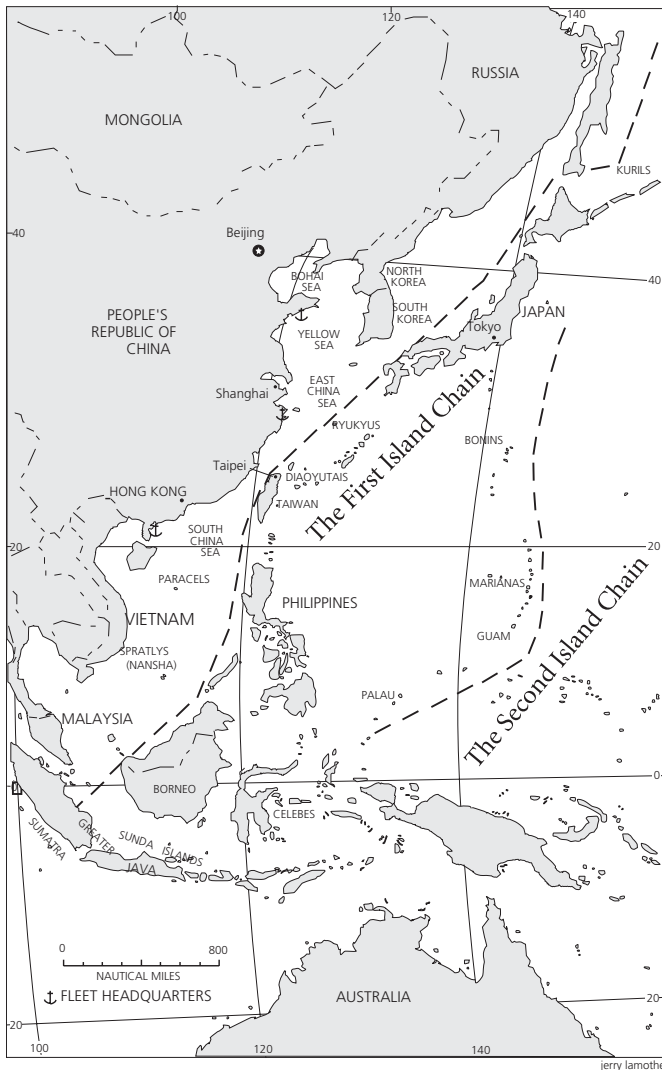 100
120
140
RUSSIA
MONGOLIA
KURILS
40
Beijing
BOHAI
SEA
NORTH
KOREA
40
SOUTH
KOREA
PEOPLE'S
REPUBLIC OF
CHINA
YELLOW
SEA
JAPAN
Tokyo
EAST
CHINA
SEA
Shanghai
RYUKYUS
The First Island Chain
BONINS
Taipei
DIAOYUTAIS
HONG KONG
TAIWAN
SOUTH
CHINA
SEA
20
20
PARACELS
MARIANAS
PHILIPPINES
VIETNAM
GUAM
SPRATLYS
(NANSHA)
The Second Island Chain
PALAU
MALAYSIA
0
BORNEO
CELEBES
SUMATRA
GREATER
SUNDA ISLANDS
JAVA
0
800
NAUTICAL MILES
FLEET HEADQUARTERS
AUSTRALIA
20
20
100
120
140
jerry lamothe